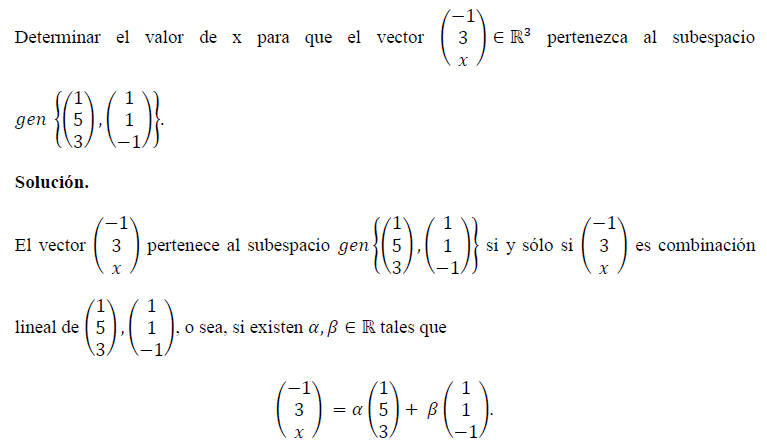 Determinar el valor de x para que el vector $\begin{pmatrix} -1 \\ 3 \\ x \end{pmatrix} \in \mathbb{R}^3$ pertenezca al subespacio
$gen \left\{ \begin{pmatrix} 1 \\ 5 \\ 3 \end{pmatrix}, \begin{pmatrix} 1 \\ 1 \\ -1 \end{pmatrix} \right\}$.
Solución.
El vector $\begin{pmatrix} -1 \\ 3 \\ x \end{pmatrix}$ pertenece al subespacio $gen \left\{ \begin{pmatrix} 1 \\ 5 \\ 3 \end{pmatrix}, \begin{pmatrix} 1 \\ 1 \\ -1 \end{pmatrix} \right\}$ si y sólo si $\begin{pmatrix} -1 \\ 3 \\ x \end{pmatrix}$ es combinación
lineal de $\begin{pmatrix} 1 \\ 5 \\ 3 \end{pmatrix}, \begin{pmatrix} 1 \\ 1 \\ -1 \end{pmatrix}$, o sea, si existen $\alpha, \beta \in \mathbb{R}$ tales que
$\begin{pmatrix} -1 \\ 3 \\ x \end{pmatrix} = \alpha \begin{pmatrix} 1 \\ 5 \\ 3 \end{pmatrix} + \beta \begin{pmatrix} 1 \\ 1 \\ -1 \end{pmatrix}$.